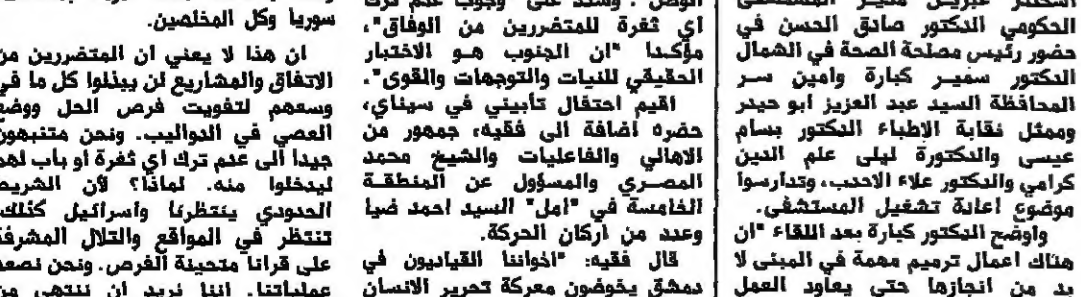 الحكومي الدكتور صادق الحسن في
حضور رئيس مصلحة الصحة في الشمال
الدكتور سمير كبارة وامين سر
المحافظة السيد عبد العزيز ابو حيدر
وممثل نقابة الاطباء الدكتور بسام
عيسى والدكتورة ليلى علم الدين
كرامي والدكتور علاء الاحدب، وتدارسوا
موضوع اعادة تشغيل المستشفى.
واوضح الدكتور كبارة بعد اللقاء "ان
هناك اعمال ترميم مهمة في المبنى لا
بد من انجازها حتى يعاود العمل
اي ثغرة للمتضررين من الوفاق"،
مؤكدا "ان الجنوب هو الاختبار
الحقيقي للنيات والتوجهات والقوى".
اقيم احتفال تأبيني في سيناي،
حضره اضافة الى فقيه، جمهور من
الاهالي والفاعليات والشيخ محمد
المصري والمسؤول عن المنطقة
الخامسة في "امل" السيد احمد ضيا
وعدد من اركان الحركة.
قال فقيه: "اخواننا القياديون في
دمشق يخوضون معركة تحرير الانسان
سوريا وكل المخلصين.
ان هذا لا يعني ان المتضررين من
الاتفاق والمشاريع لن يبذلوا كل ما في
وسعهم لتفويت فرص الحل ووضع
العصي في الدواليب. ونحن متنبهون
جيدا الى عدم ترك اي ثغرة او باب لهم
ليدخلوا منه. لماذا؟ لأن الشريط
الحدودي ينتظرنا واسرائيل كذلك
تنتظر في المواقع والتلال المشرفة
على قرانا متحينة الفرص. ونحن نصعد
عملياتنا. اننا نريد ان ننتهي من